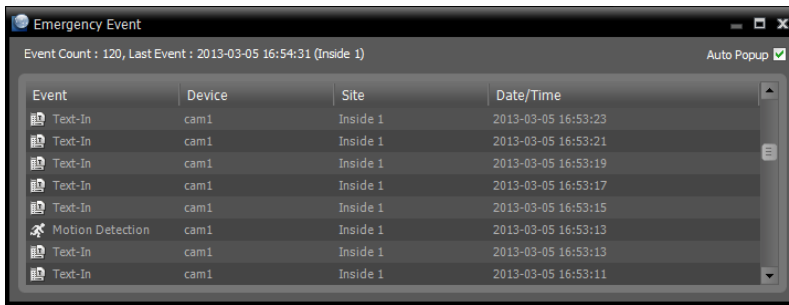 Emergency Event
Event Count : 120, Last Event : 2013-03-05 16:54:31 (Inside 1) Auto Popup
Event Device Site Date/Time
Text-In cam1 Inside 1 2013-03-05 16:53:23
Text-In cam1 Inside 1 2013-03-05 16:53:21
Text-In cam1 Inside 1 2013-03-05 16:53:19
Text-In cam1 Inside 1 2013-03-05 16:53:17
Text-In cam1 Inside 1 2013-03-05 16:53:15
Motion Detection cam1 Inside 1 2013-03-05 16:53:13
Text-In cam1 Inside 1 2013-03-05 16:53:13
Text-In cam1 Inside 1 2013-03-05 16:53:11